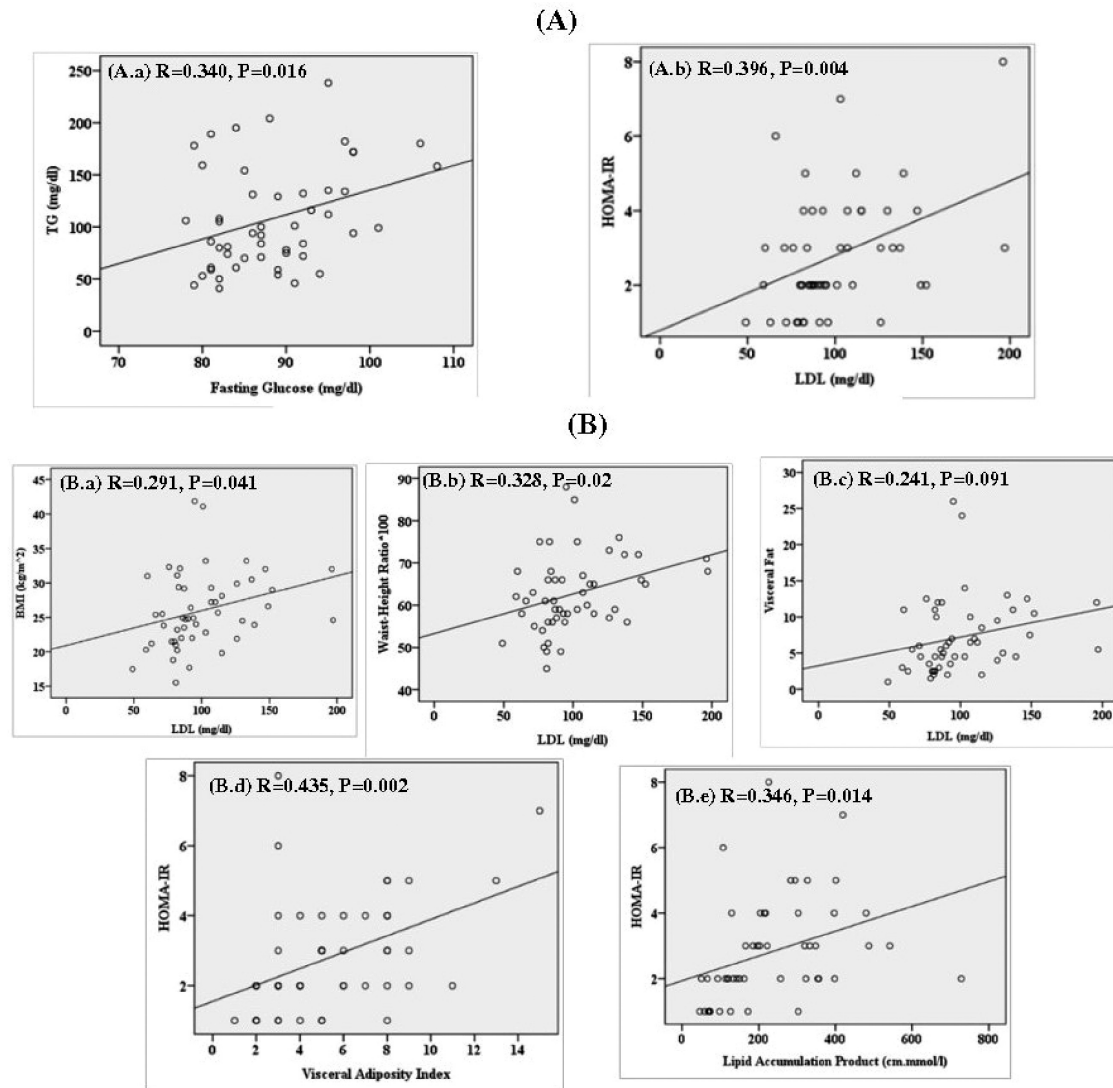 (A)
(A.a) R=0.340, P=0.016
250
200
150
100
50
0
TG (mg/dl)
70 80 90 100 110
Fasting Glucose (mg/dl)
(A.b) R=0.396, P=0.004
8
6
4
2
HOMA-IR
0 50 100 150 200
LDL (mg/dl)
(B)
(B.a) R=0.291, P=0.041
45
40
35
30
25
20
15
BMI (kg/m^2)
0 50 100 150 200
LDL (mg/dl)
(B.b) R=0.328, P=0.02
90
80
70
60
50
40
Waist-Height Ratio*100
0 50 100 150 200
LDL (mg/dl)
(B.c) R=0.241, P=0.091
30
25
20
15
10
5
0
Visceral Fat
0 50 100 150 200
LDL (mg/dl)
(B.d) R=0.435, P=0.002
8
6
4
2
HOMA-IR
0 2 4 6 8 10 12 14
Visceral Adiposity Index
(B.e) R=0.346, P=0.014
8
6
4
2
HOMA-IR
0 200 400 600 800
Lipid Accumulation Product (cm.mmol/l)